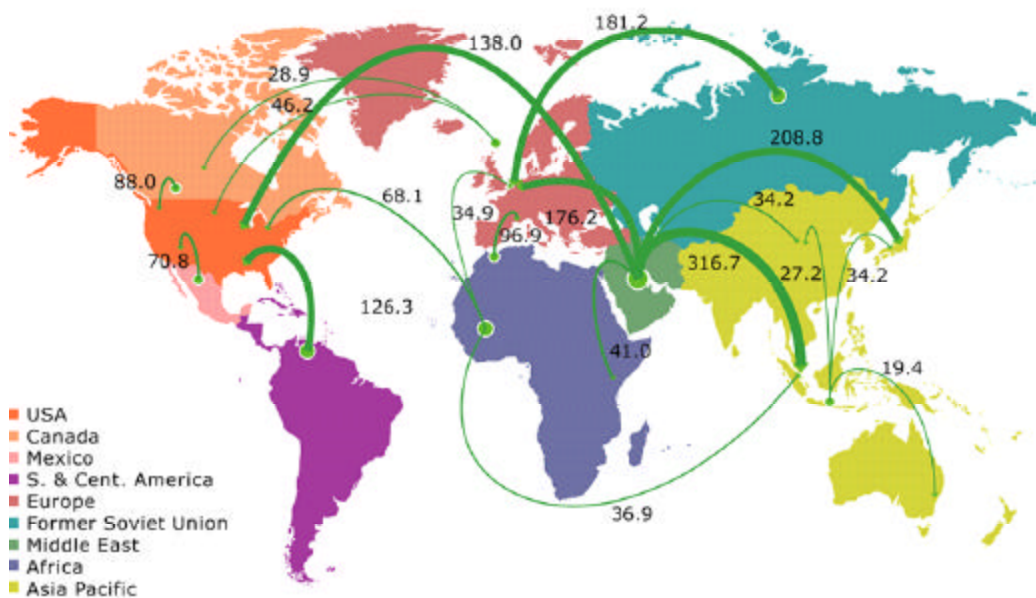 181.2
138.0
28.9
46.2
208.8
88.0
68.1
34.9
176.2
34.2
96.9
70.8
316.7
27.2
34.2
126.3
41.0
19.4
36.9
USA
Canada
Mexico
S. & Cent. America
Europe
Former Soviet Union
Middle East
Africa
Asia Pacific